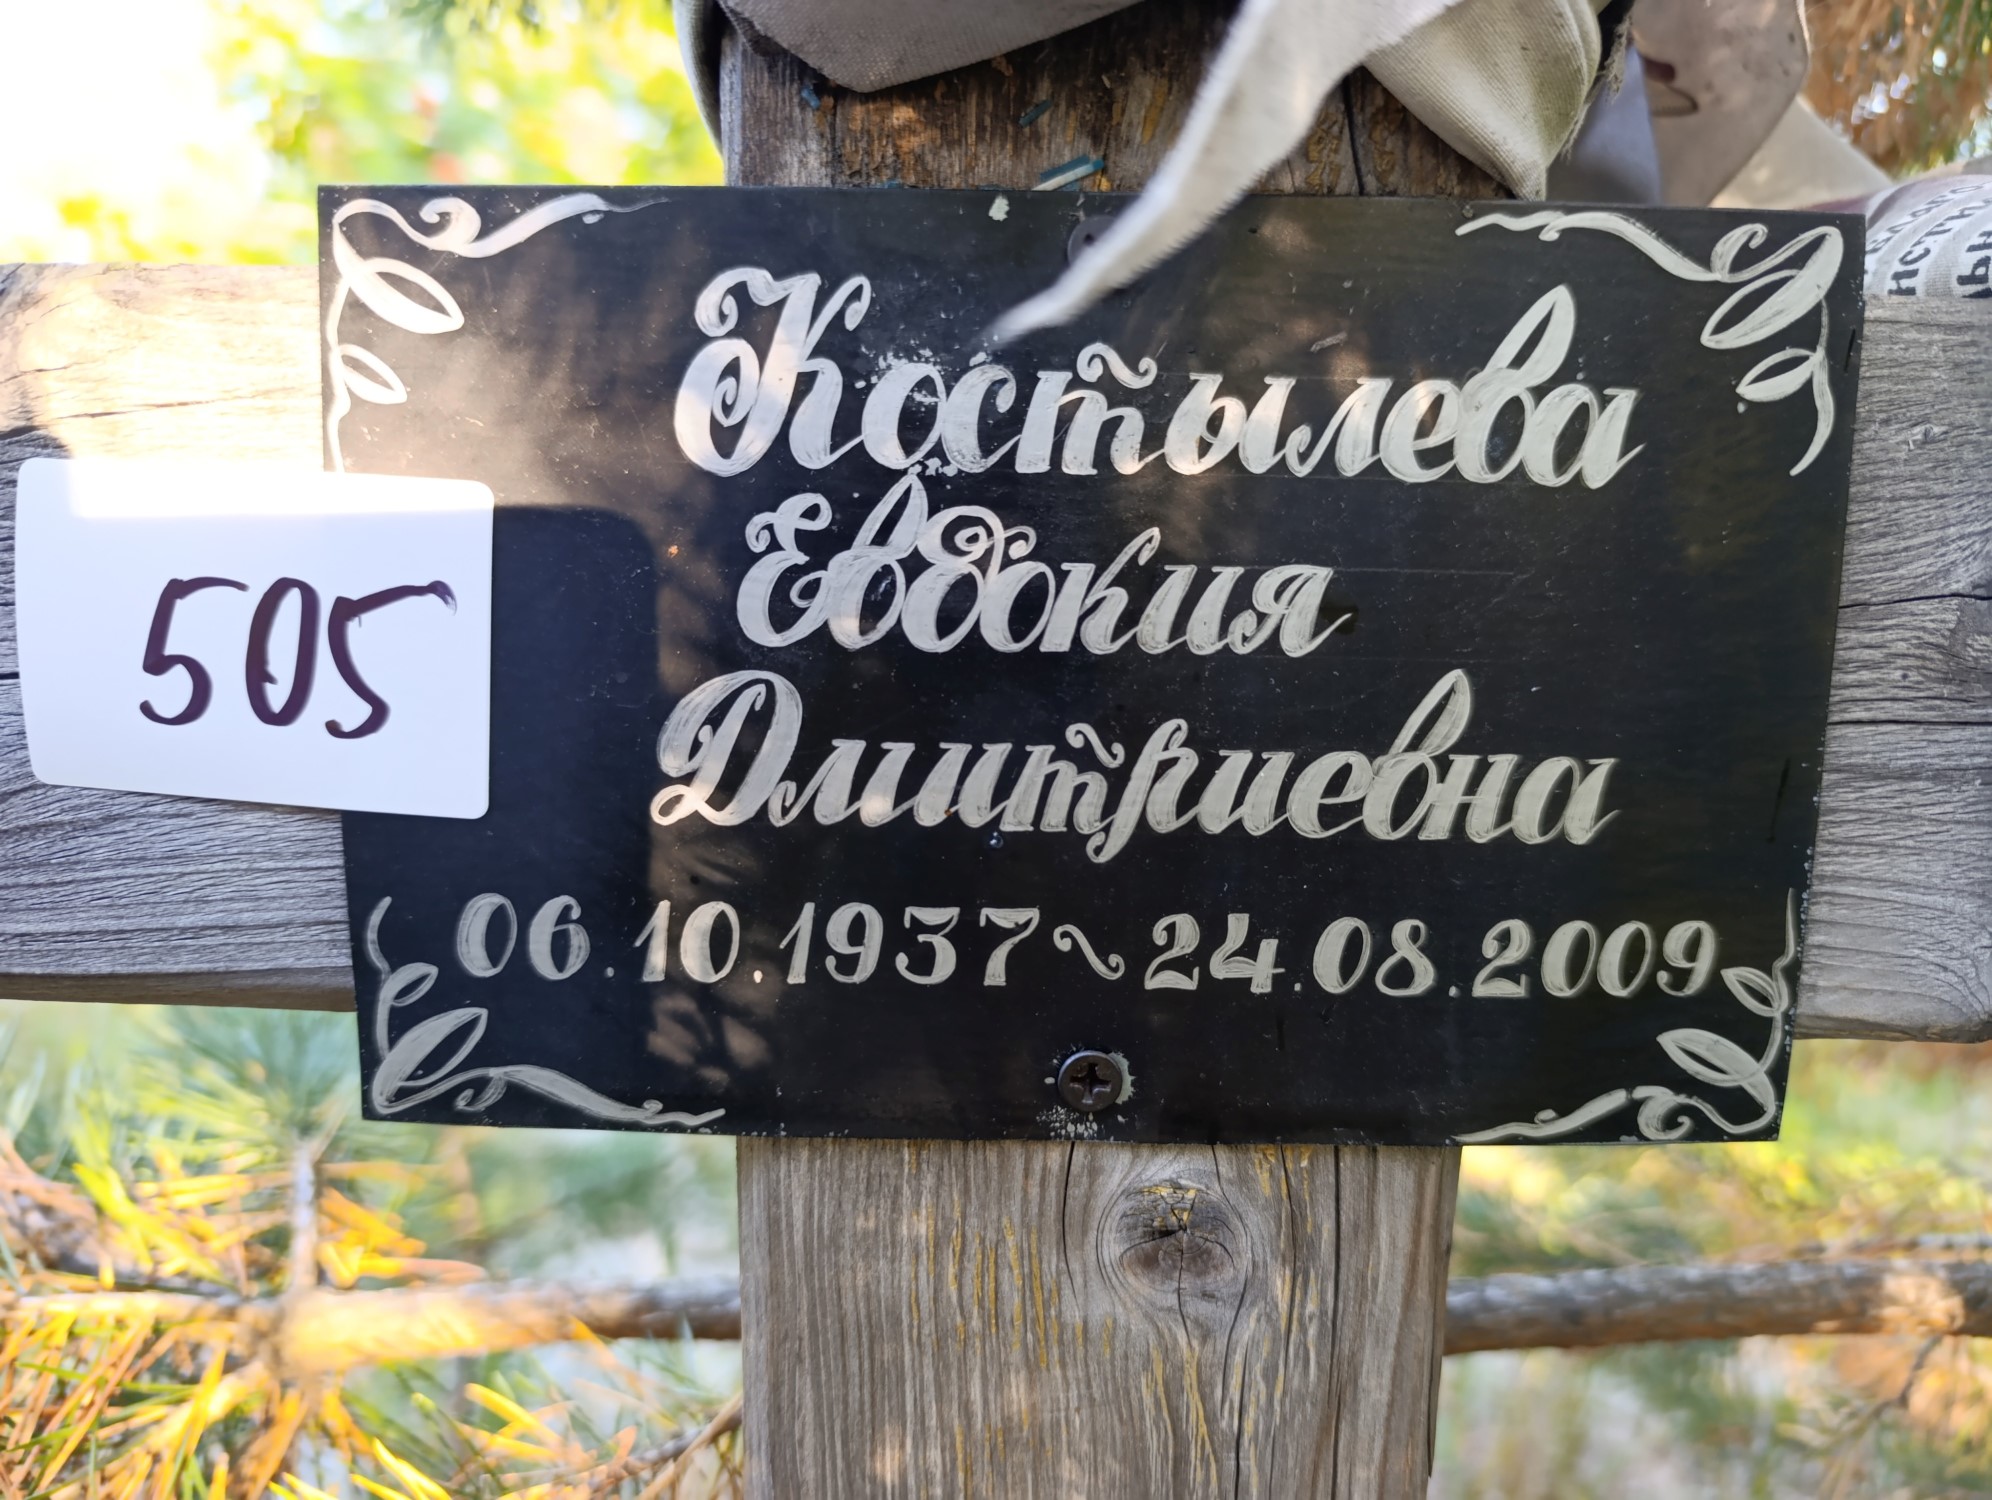 Костылева
Евдокия
Дмитриевна
06.10.1937~24.08.2009
505